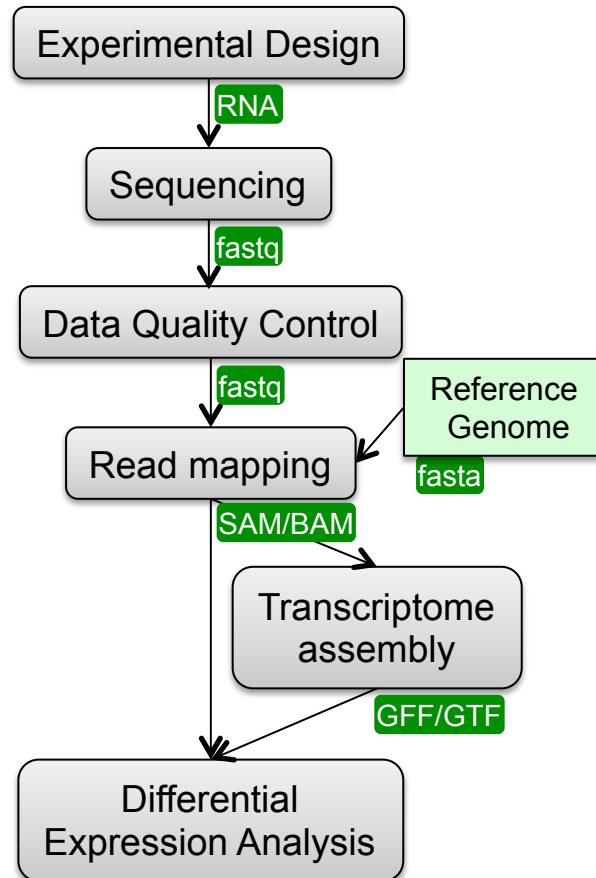 Experimental Design
RNA
Sequencing
fastq
Data Quality Control
fastq
Reference
Genome
fasta
Read mapping
SAM/BAM
Transcriptome
assembly
GFF/GTF
Differential
Expression Analysis